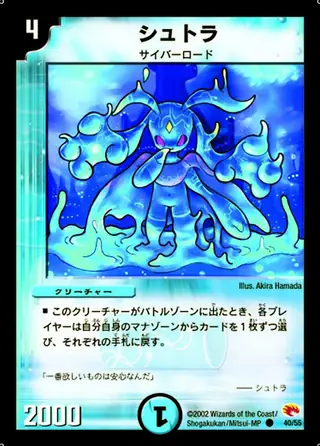 4
シュトラ
サイバーロード
Illus. Akira Hamada
クリーチャー
■ このクリーチャーがバトルゾーンに出たとき、各プ
レイヤーは自分自身のマナゾーンからカードを1枚ずつ選
び、それぞれの手札に戻す。
「一番欲しいものは安心なんだ」
—— シュトラ
2000
1
©2002 Wizards of the Coast/
Shogakukan/Mitsui-MP ● 40/55